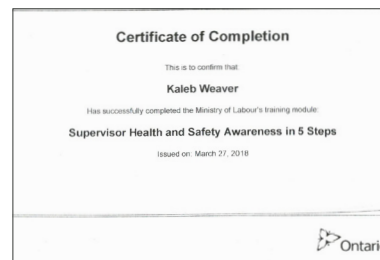 Certificate of Completion
This is to confirm that:
Kaleb Weaver
Has successfully completed the Ministry of Labour's training module:
Supervisor Health and Safety Awareness in 5 Steps
Issued on: March 27, 2018
Ontari